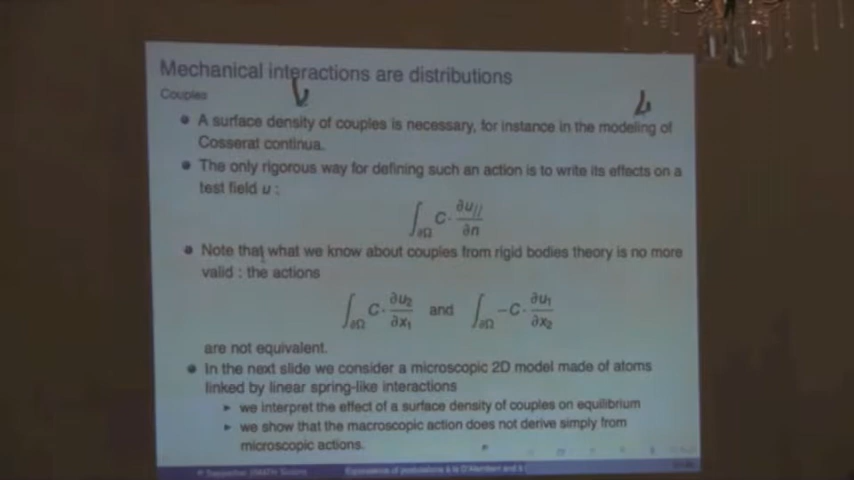 Mechanical interactions are distributions
Couples
A surface density of couples is necessary, for instance in the modeling of
Cosserat continua.
The only rigorous way for defining such an action is to write its effects on a
test field u :
∫∂Ω C · ∂u// / ∂n
Note that what we know about couples from rigid bodies theory is no more
valid : the actions
∫∂Ω C · ∂u2 / ∂x1 and ∫∂Ω −C · ∂u1 / ∂x2
are not equivalent.
In the next slide we consider a microscopic 2D model made of atoms
linked by linear spring-like interactions
we interpret the effect of a surface density of couples on equilibrium
we show that the macroscopic action does not derive simply from
microscopic actions.